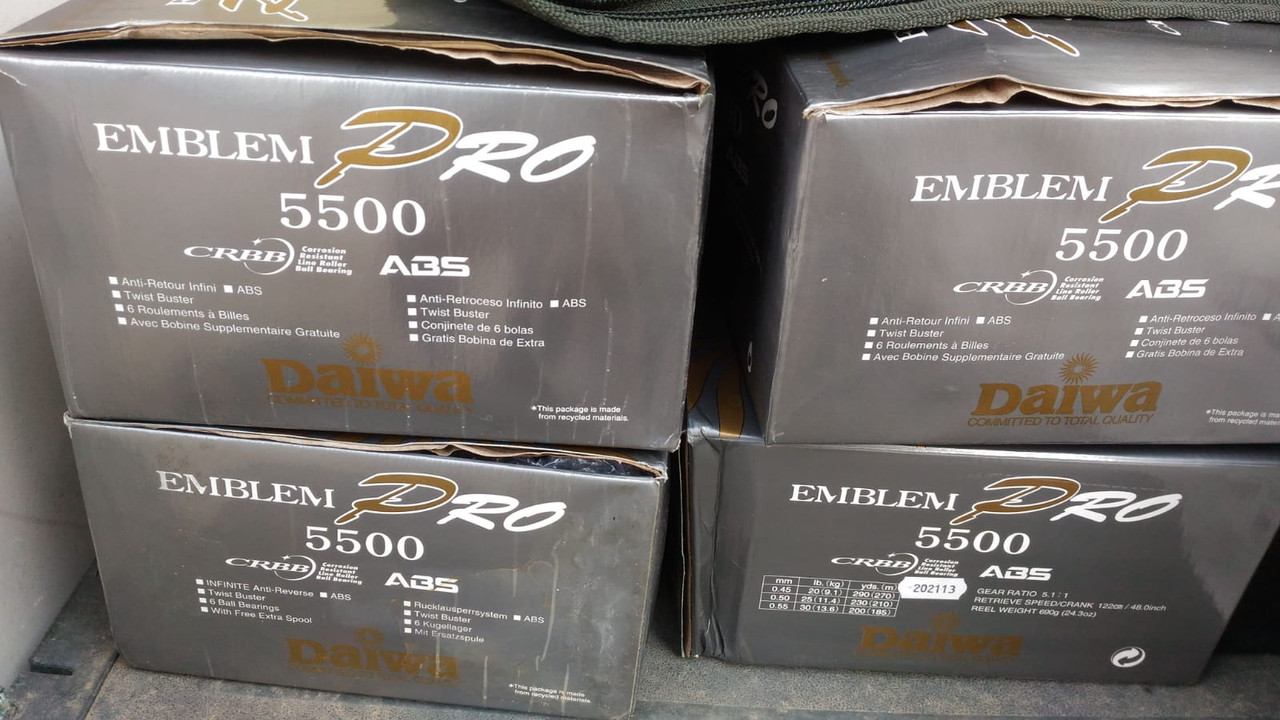 EMBLEM PRO
5500
CRBB Corrosion
Resistant
Line Roller
Ball Bearing
ABS
■ Anti-Retour Infini ■ ABS
■ Twist Buster
■ 6 Roulements à Billes
■ Avec Bobine Supplementaire Gratuite
■ Anti-Retroceso Infinito ■ ABS
■ Twist Buster
■ Conjinete de 6 bolas
■ Gratis Bobina de Extra
Daiwa
COMMITTED TO TOTAL QUALITY
*This package is made
from recycled materials.
RO
EMBLEM PR
5500
CRBB Corrosion
Resistant
Line Roller
Ball Bearing
ABS
■ Anti-Retour Infini ■ ABS
■ Twist Buster
■ 6 Roulements à Billes
■ Avec Bobine Supplementaire Gratuite
■ Anti-Retroceso Infinito ■ A
■ Twist Buster
■ Conjinete de 6 bolas
■ Gratis Bobina de Extra
Daiwa
COMMITTED TO TOTAL QUALITY
*This package is m
from recycled mate
EMBLEM PRO
5500
CRBB Corrosion
Resistant
Line Roller
Ball Bearing
ABS
■ INFINITE Anti-Reverse ■ ABS
■ Twist Buster
■ 6 Ball Bearings
■ With Free Extra Spool
■ Rücklaufsperrsystem ■ ABS
■ Twist Buster
■ 6 Kugellager
■ Mit Ersatzspule
Daiwa
*This package is made
from recycled materials.
EMBLEM PRO
5500
CRBB Corrosion
Resistant
Line Roller
Ball Bearing
ABS
mm lb. (kg) yds. (m)
0.45 20 (9.1) 290 (270)
0.50 25 (11.4) 230 (210)
0.55 30 (13.6) 200 (185)
202113
GEAR RATIO 5.1:1
RETRIEVE SPEED/CRANK 122cm / 48.0inch
REEL WEIGHT 690g (24.3oz)
Daiwa